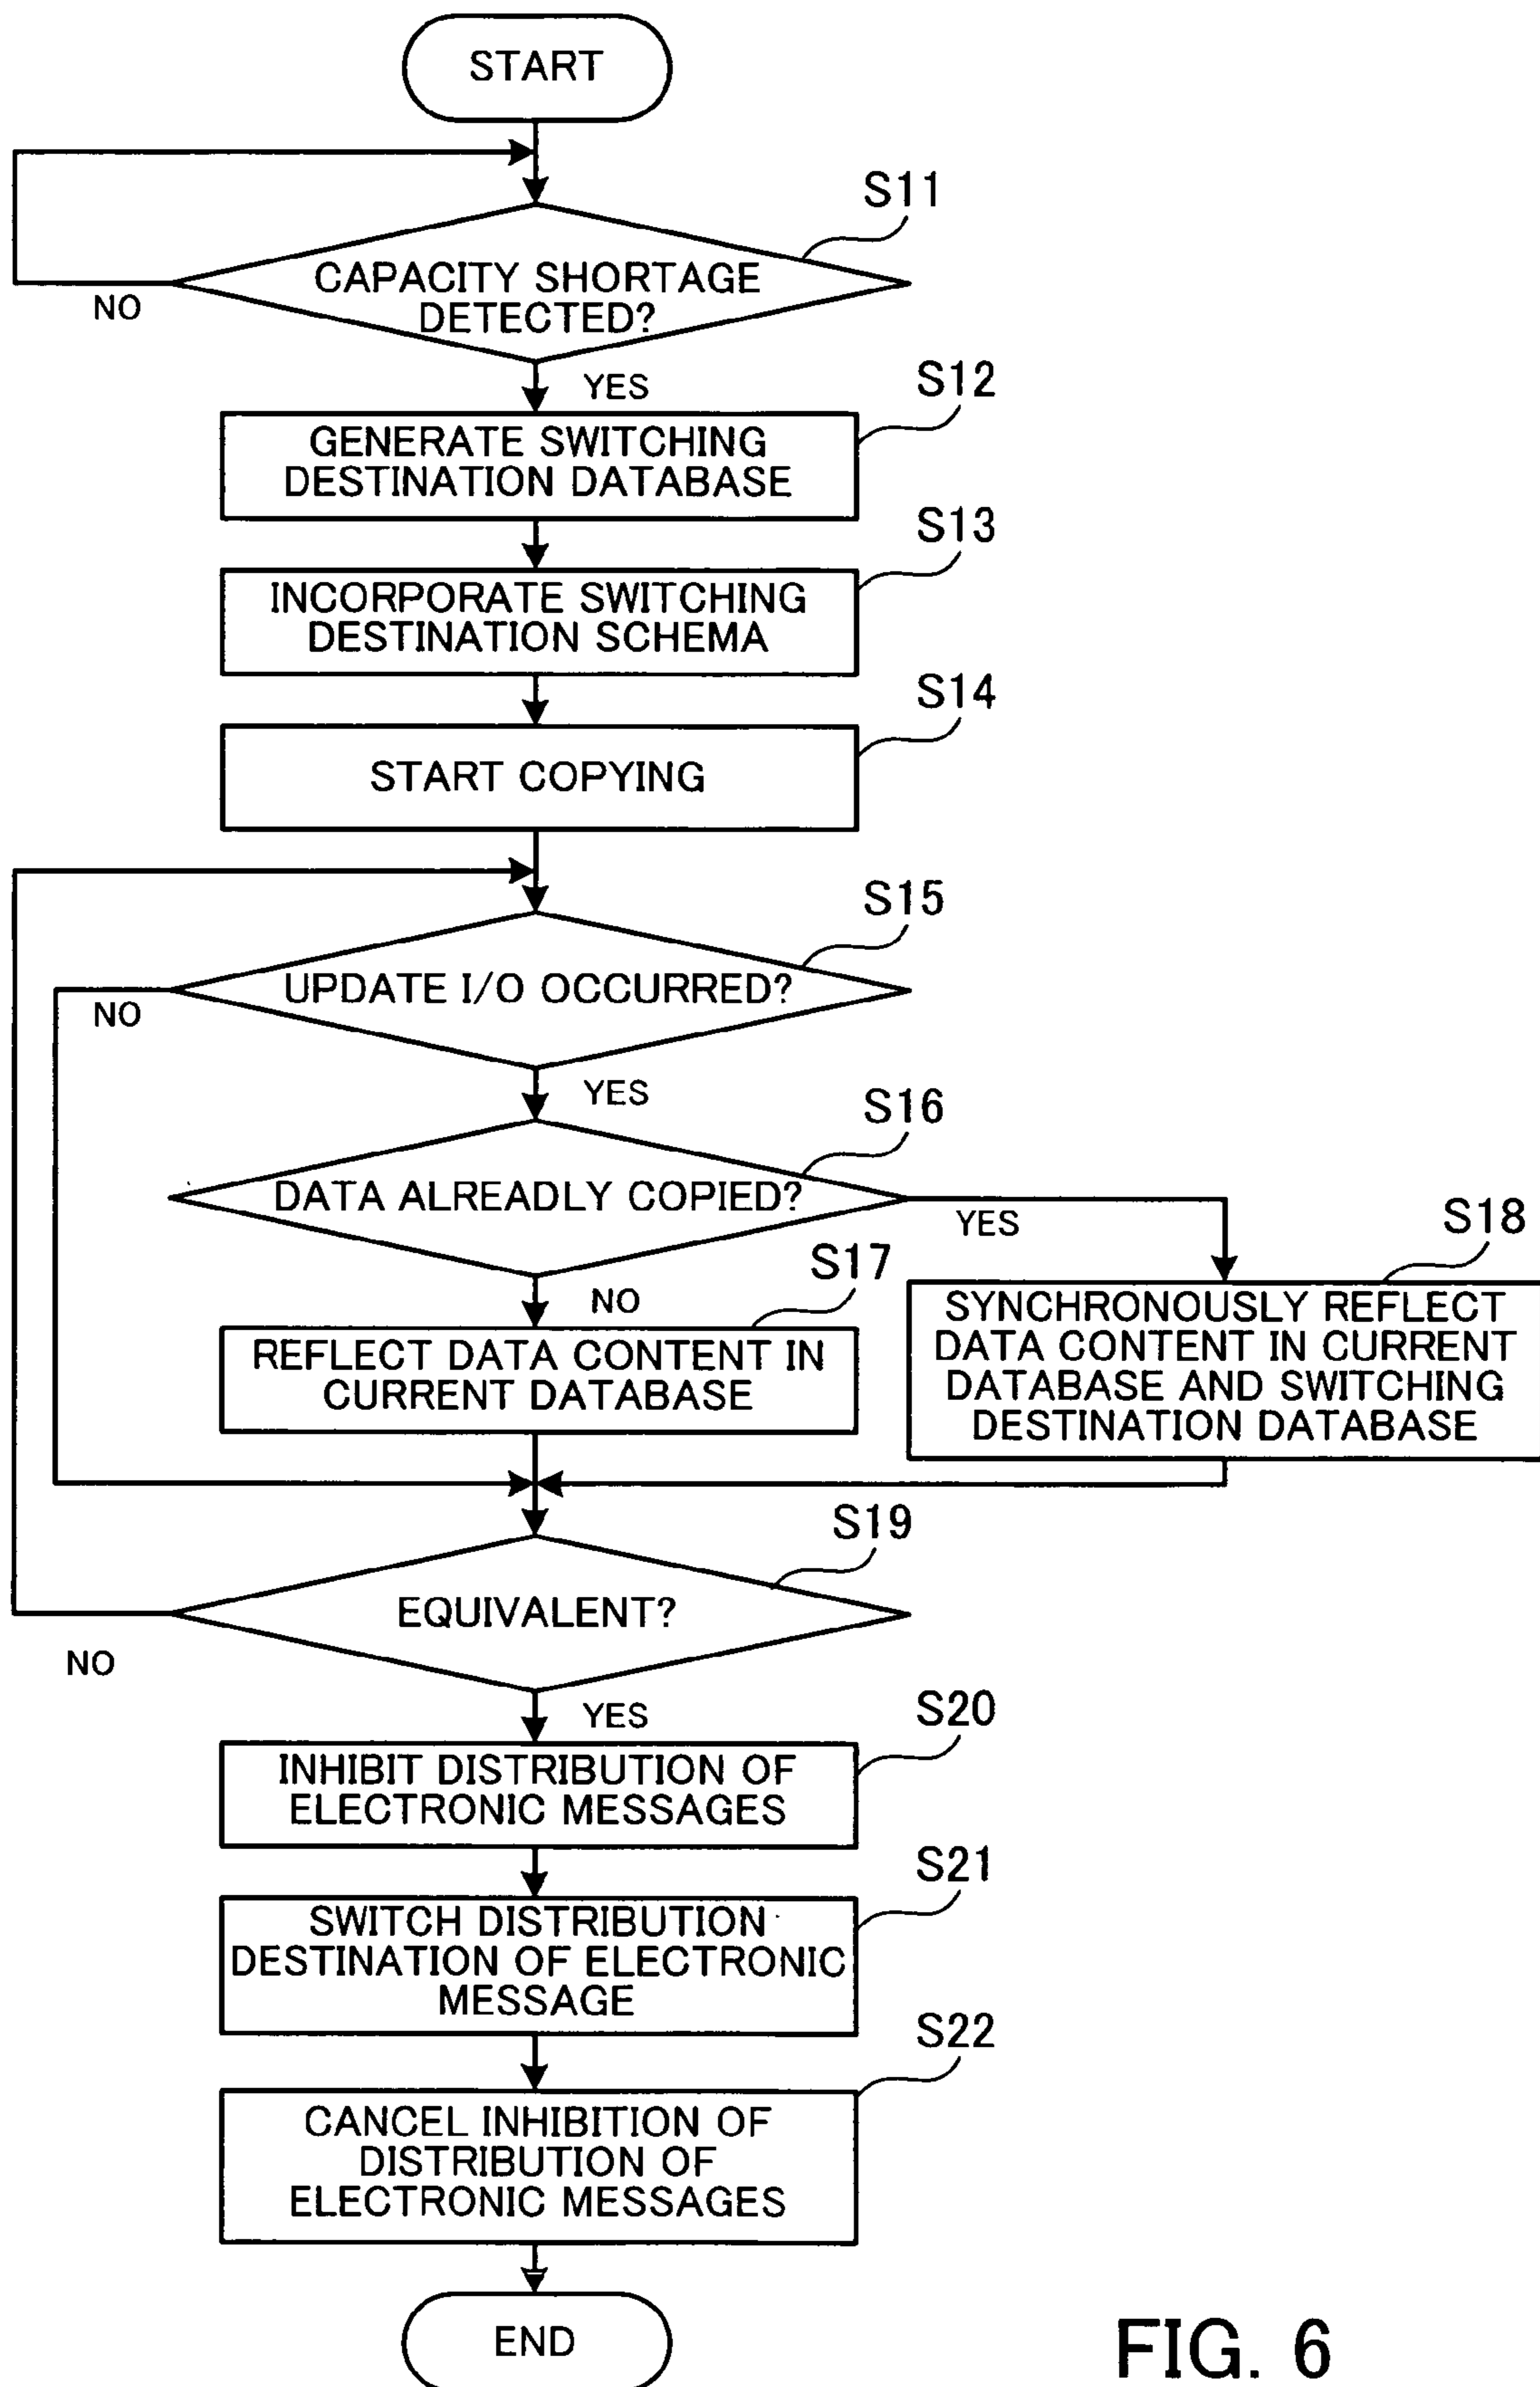 START
S11
CAPACITY SHORTAGE
DETECTED?
NO
YES
S12
GENERATE SWITCHING
DESTINATION DATABASE
S13
INCORPORATE SWITCHING
DESTINATION SCHEMA
S14
START COPYING
S15
UPDATE I/O OCCURRED?
NO
YES
S16
DATA ALREADLY COPIED?
YES
NO
S17
REFLECT DATA CONTENT IN
CURRENT DATABASE
S18
SYNCHRONOUSLY REFLECT
DATA CONTENT IN CURRENT
DATABASE AND SWITCHING
DESTINATION DATABASE
S19
EQUIVALENT?
NO
YES
S20
INHIBIT DISTRIBUTION OF
ELECTRONIC MESSAGES
S21
SWITCH DISTRIBUTION
DESTINATION OF ELECTRONIC
MESSAGE
S22
CANCEL INHIBITION OF
DISTRIBUTION OF
ELECTRONIC MESSAGES
END
FIG. 6